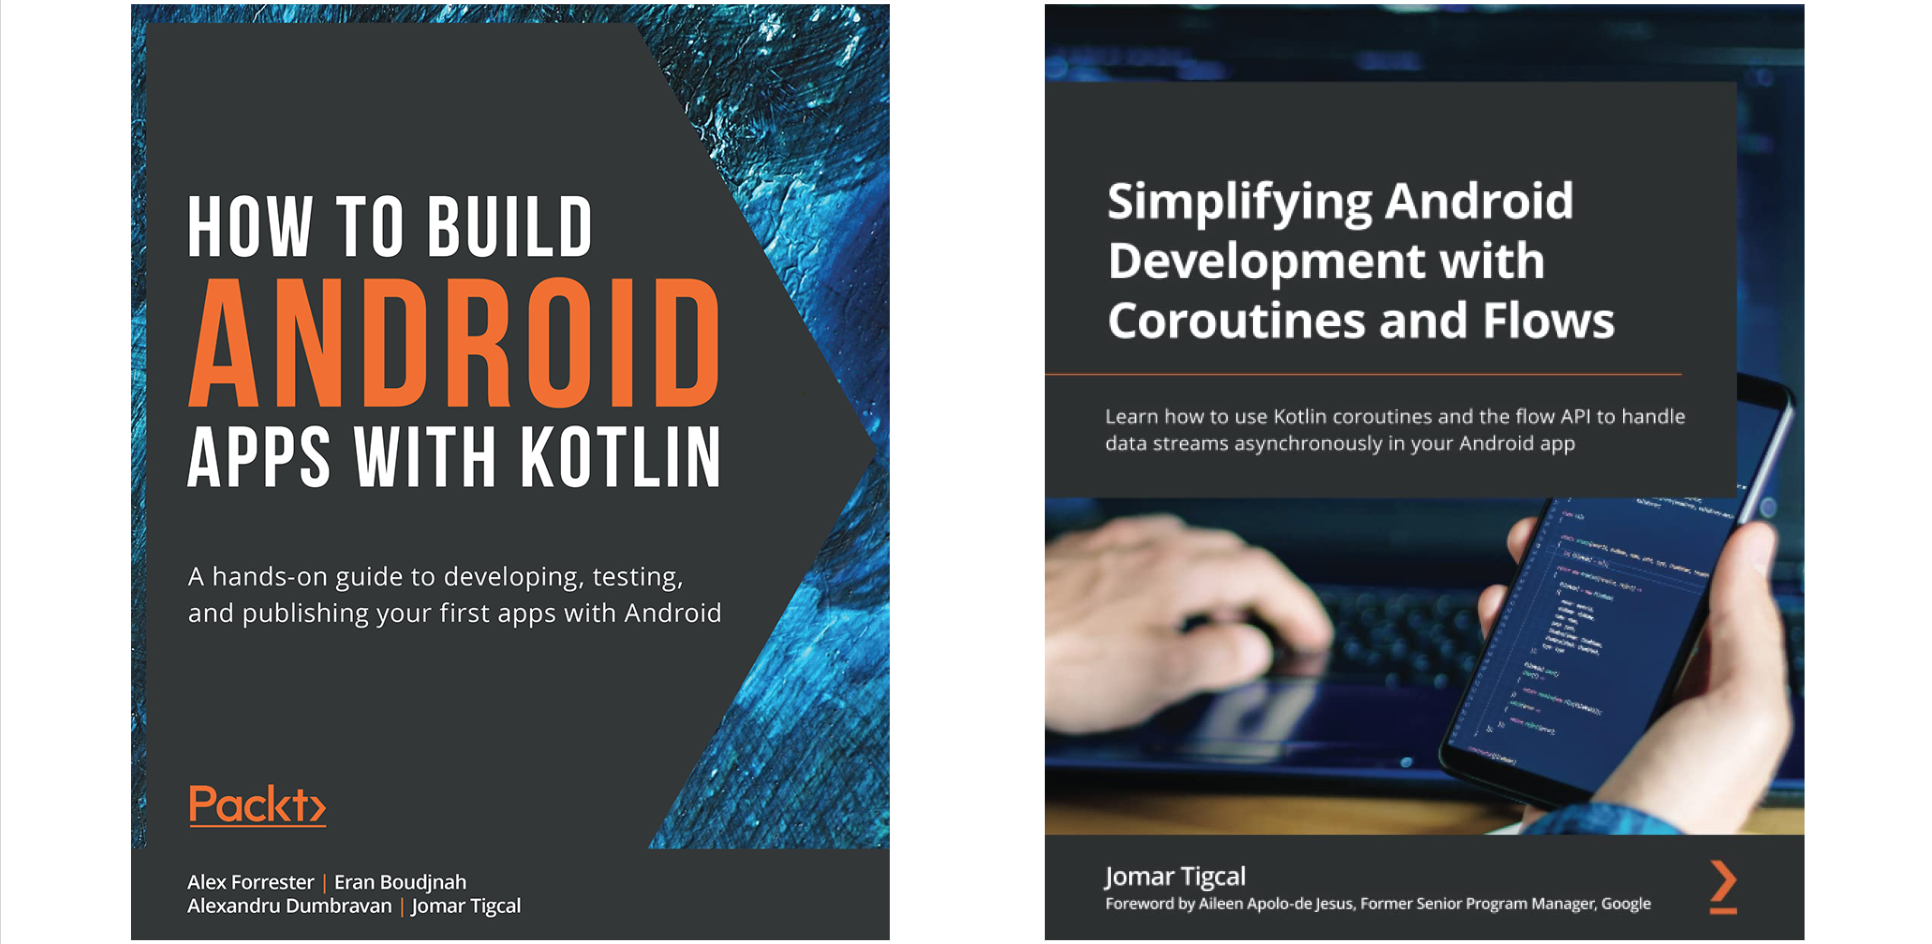 HOW TO BUILD
ANDROID
APPS WITH KOTLIN
A hands-on guide to developing, testing,
and publishing your first apps with Android
Packt>
Alex Forrester | Eran Boudjnah
Alexandru Dumbravan | Jomar Tigcal
Simplifying Android
Development with
Coroutines and Flows
Learn how to use Kotlin coroutines and the flow API to handle
data streams asynchronously in your Android app
Jomar Tigcal
Foreword by Aileen Apolo-de Jesus, Former Senior Program Manager, Google